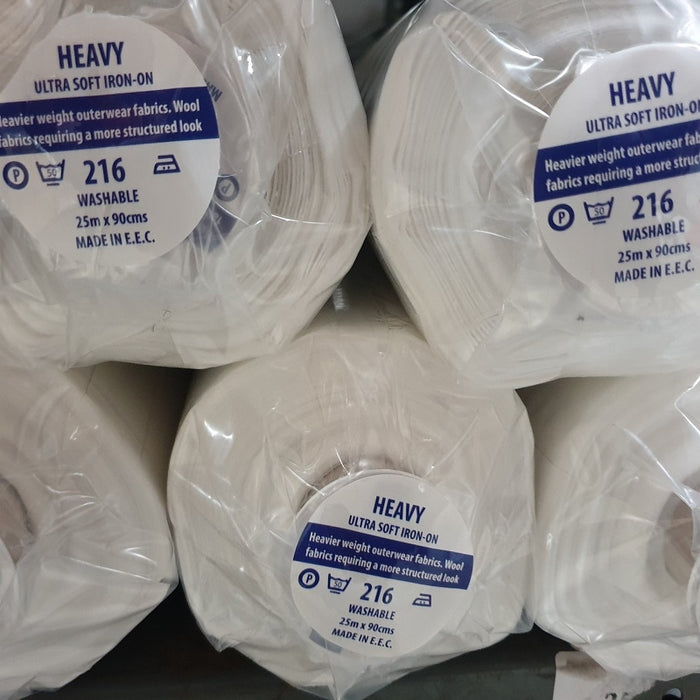 HEAVY
ULTRA SOFT IRON-ON
Heavier weight outerwear fabrics. Wool
fabrics requiring a more structured look
P 50 216
WASHABLE
25m x 90cms
MADE IN E.E.C.
HEAVY
ULTRA SOFT IRON-ON
Heavier weight outerwear fab
fabrics requiring a more struct
P 50 216
WASHABLE
25m x 90cms
MADE IN E.E.C.
HEAVY
ULTRA SOFT IRON-ON
Heavier weight outerwear fabrics. Wool
fabrics requiring a more structured look
P 50 216
WASHABLE
25m x 90cms
MADE IN E.E.C.